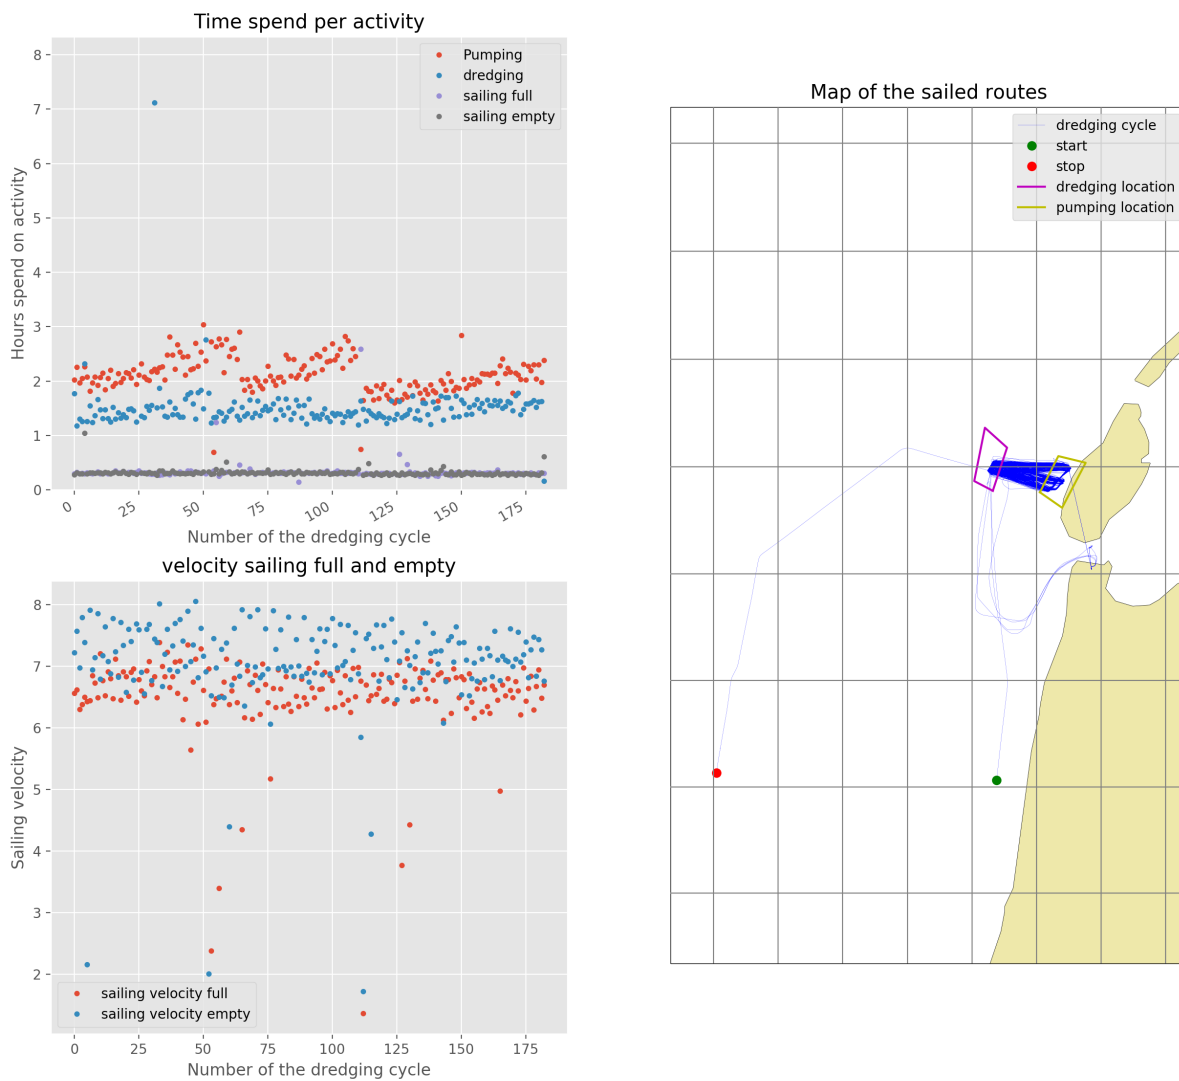 Time spend per activity
8
7
6
5
4
3
2
1
0
Hours spend on activity
Pumping
dredging
sailing full
sailing empty
0
25
50
75
100
125
150
175
Number of the dredging cycle
velocity sailing full and empty
8
7
6
5
4
3
2
Sailing velocity
sailing velocity full
sailing velocity empty
0
25
50
75
100
125
150
175
Number of the dredging cycle
Map of the sailed routes
dredging cycle
start
stop
dredging location
pumping location